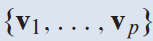 {v₁, . . . , vₚ}